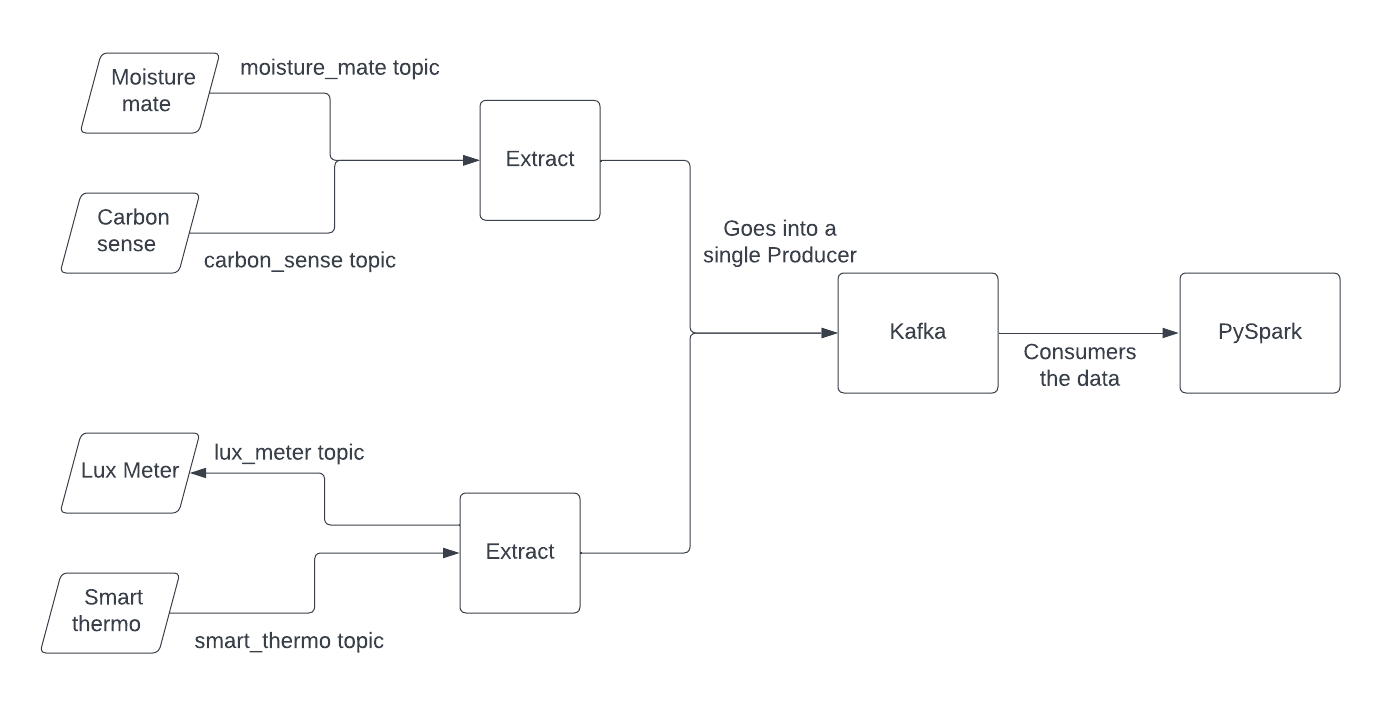 Moisture
mate
moisture_mate topic
Extract
Carbon
sense
carbon_sense topic
Goes into a
single Producer
Kafka
PySpark
Consumers
the data
Lux Meter
lux_meter topic
Extract
Smart
thermo
smart_thermo topic